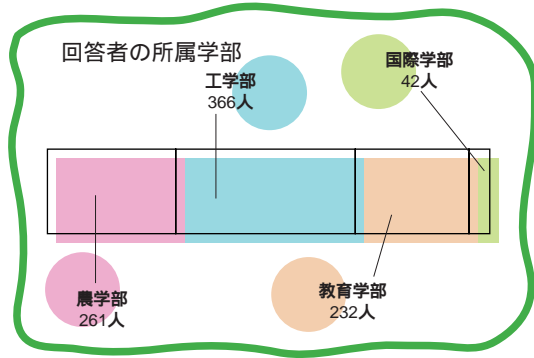 回答者の所属学部
工学部
366人
国際学部
42人
農学部
261人
教育学部
232人